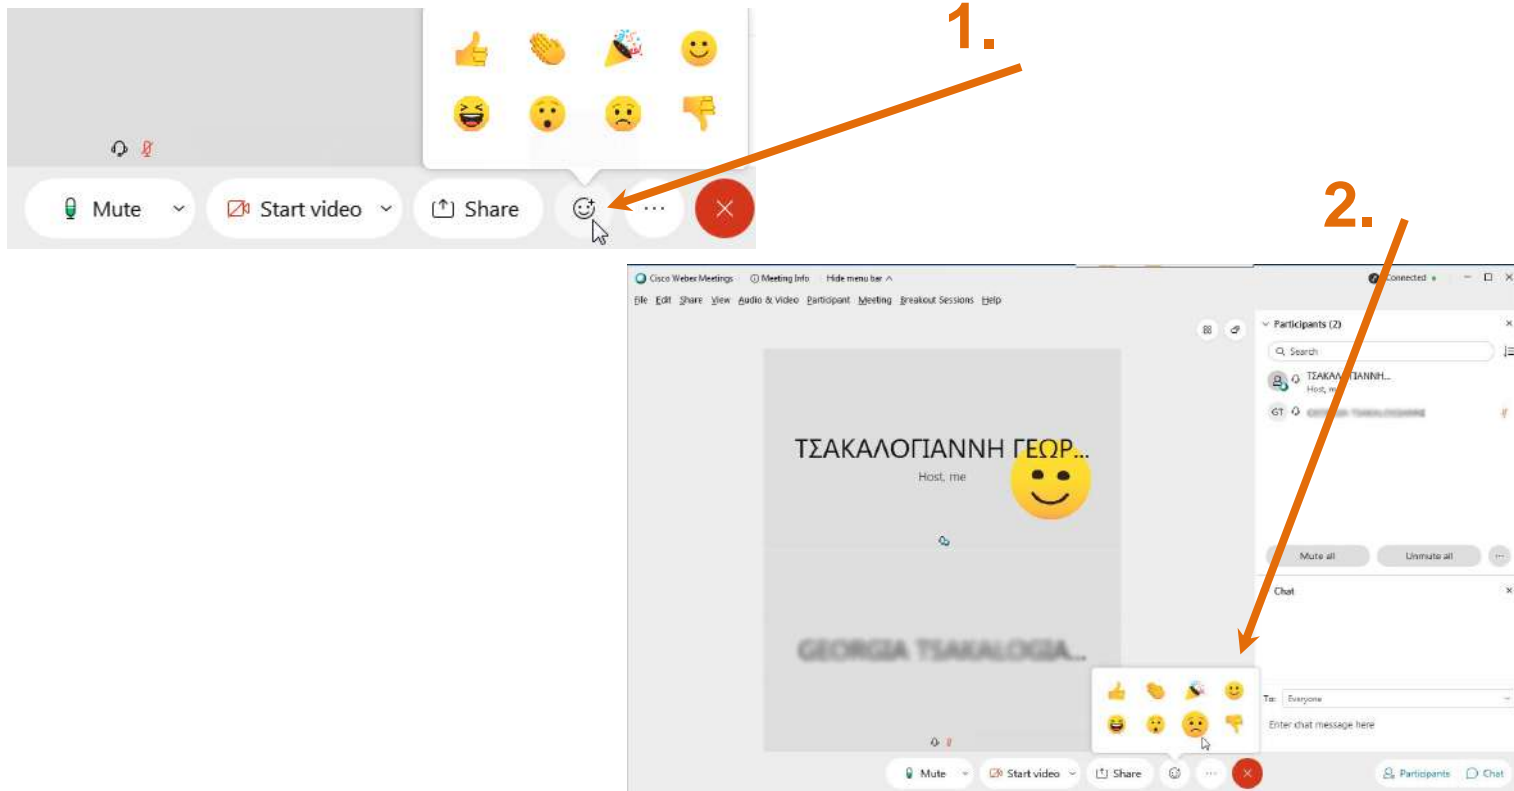 1.
Mute
Start video
Share
2.
Cisco Webex Meetings
Meeting Info
Hide menu bar
Connected
File Edit Share View Audio & Video Participant Meeting Breakout Sessions Help
Participants (2)
Search
Host, me
GT
ΤΣΑΚΑΛΟΓΙΑΝΝΗ ΓΕΩΡ...
Host, me
Mute all
Unmute all
Chat
To: Everyone
Enter chat message here
Mute
Start video
Share
Participants
Chat